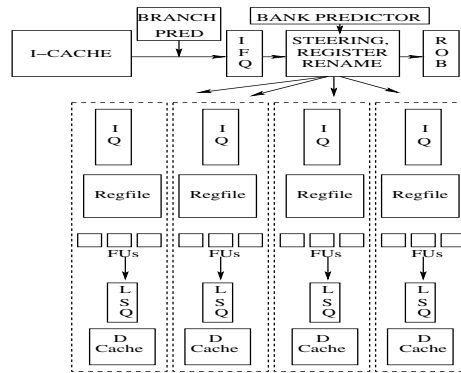 BRANCH
PRED
BANK PREDICTOR
I-CACHE
I
F
Q
STEERING,
REGISTER
RENAME
R
O
B
I
Q
I
Q
I
Q
I
Q
Regfile
Regfile
Regfile
Regfile
FUs
FUs
FUs
FUs
L
S
Q
L
S
Q
L
S
Q
L
S
Q
D
Cache
D
Cache
D
Cache
D
Cache